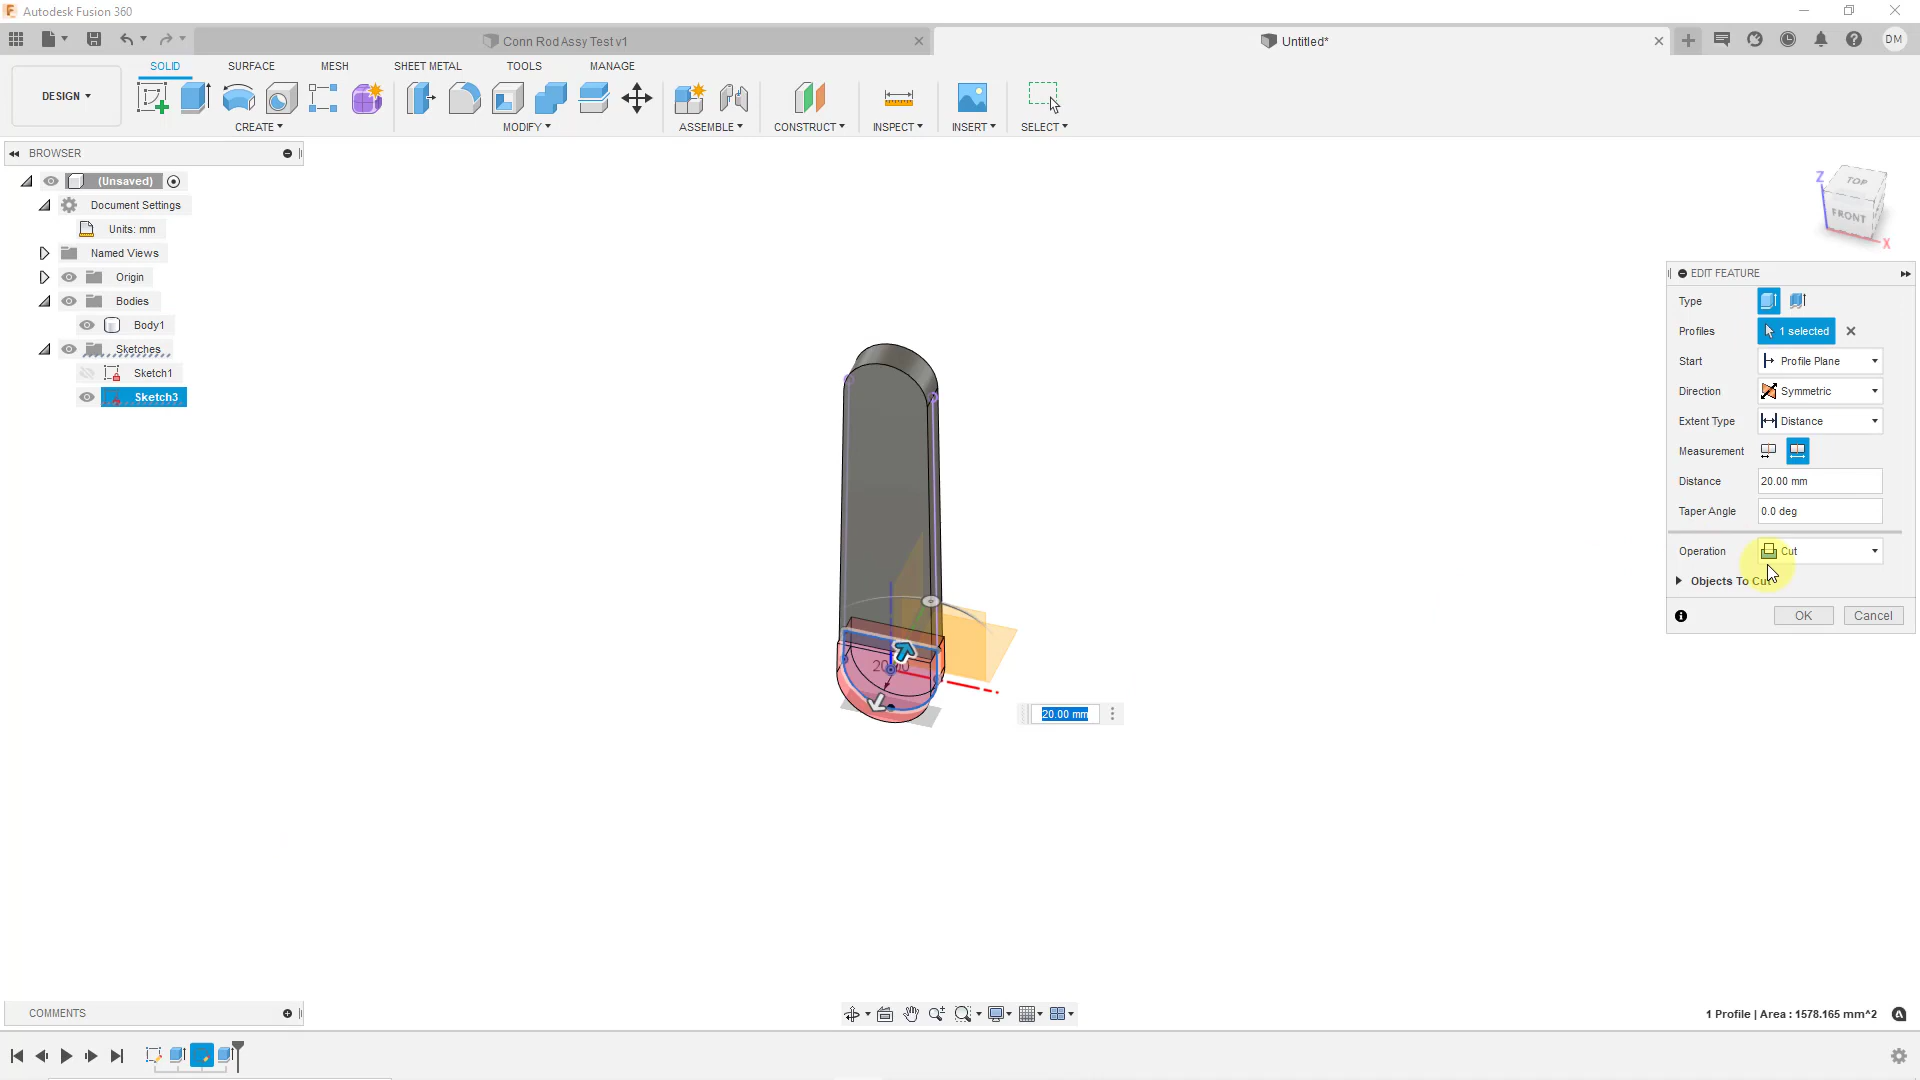 Autodesk Fusion 360
Conn Rod Assy Test v1
Untitled*
DM
DESIGN
SOLID
SURFACE
MESH
SHEET METAL
TOOLS
MANAGE
CREATE
MODIFY
ASSEMBLE
CONSTRUCT
INSPECT
INSERT
SELECT
BROWSER
(Unsaved)
Document Settings
Units: mm
Named Views
Origin
Bodies
Body1
Sketches
Sketch1
Sketch3
Z
TOP
FRONT
X
EDIT FEATURE
Type
Profiles 1 selected
Start Profile Plane
Direction Symmetric
Extent Type Distance
Measurement
Distance 20.00 mm
Taper Angle 0.0 deg
Operation Cut
Objects To Cut
OK Cancel
20.00 mm
COMMENTS
1 Profile | Area : 1578.165 mm^2